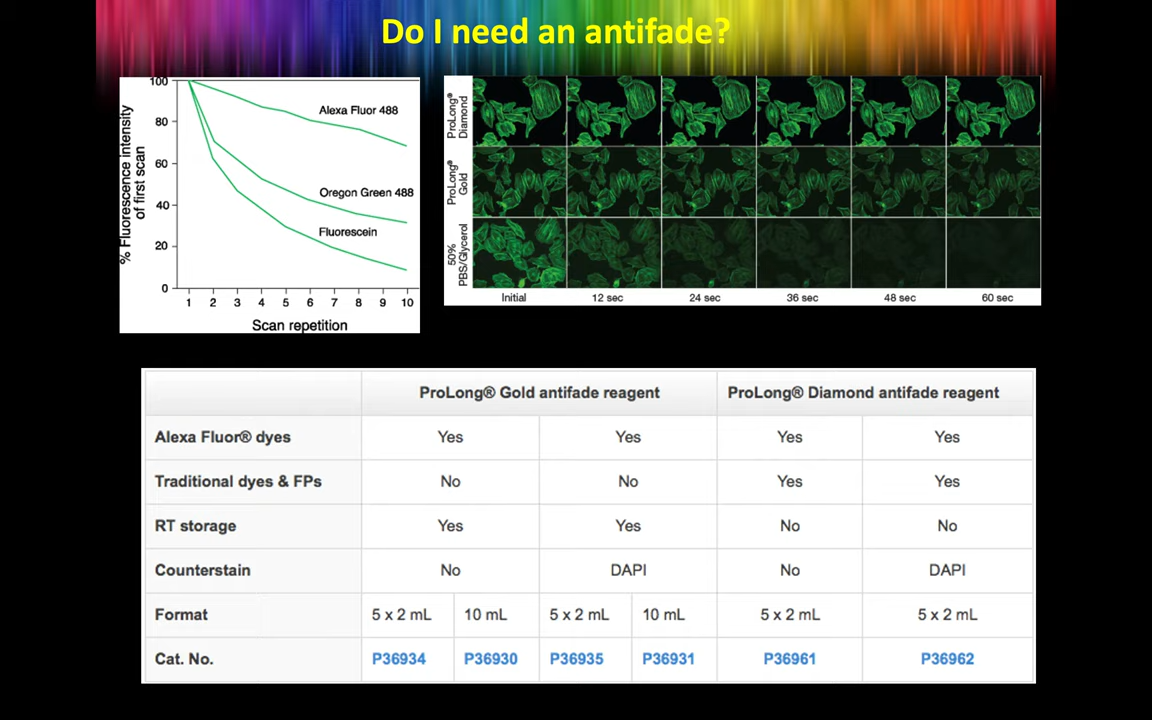 Do I need an antifade?
% Fluorescence intensity
of first scan
100
80
60
40
20
0
Alexa Fluor 488
Oregon Green 488
Fluorescein
1 2 3 4 5 6 7 8 9 10
Scan repetition
ProLong®
Diamond
ProLong®
Gold
50%
PBS/Glycerol
Initial 12 sec 24 sec 36 sec 48 sec 60 sec
ProLong® Gold antifade reagent ProLong® Diamond antifade reagent
Alexa Fluor® dyes Yes Yes Yes Yes
Traditional dyes & FPs No No Yes Yes
RT storage Yes Yes No No
Counterstain No DAPI No DAPI
Format 5 x 2 mL 10 mL 5 x 2 mL 10 mL 5 x 2 mL 5 x 2 mL
Cat. No. P36934 P36930 P36935 P36931 P36961 P36962